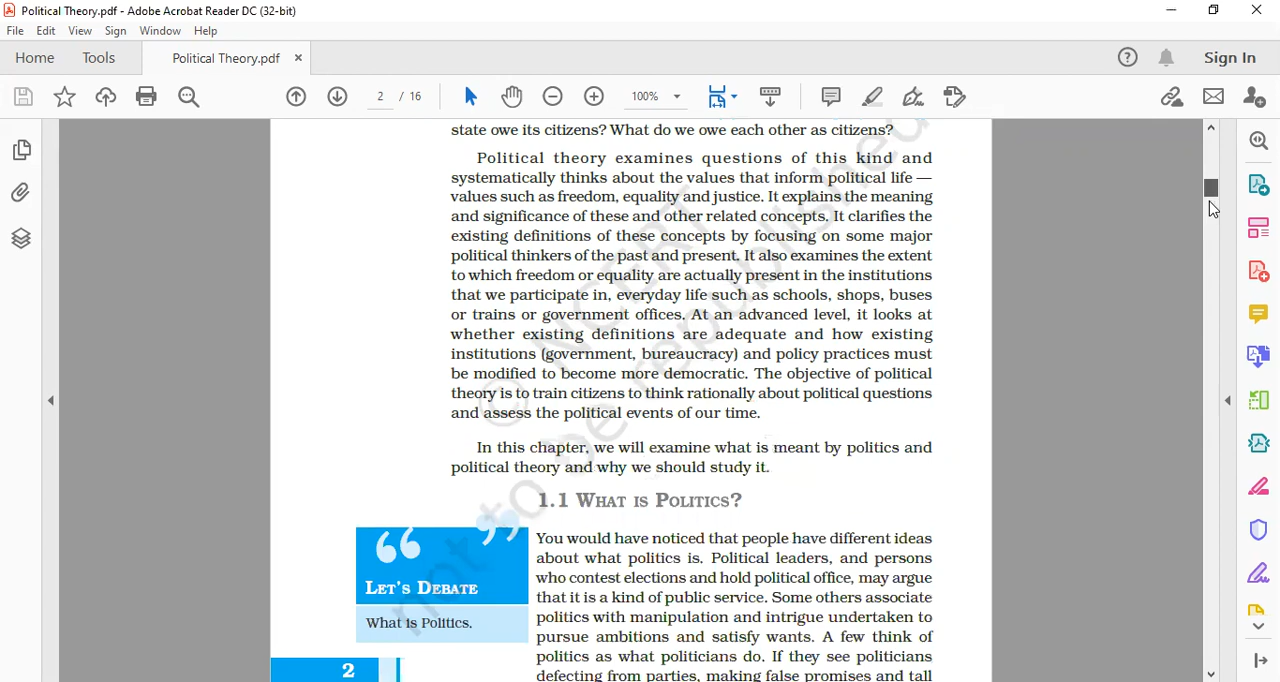 Political Theory.pdf - Adobe Acrobat Reader DC (32-bit)
File Edit View Sign Window Help
Home Tools Political Theory.pdf × Sign In
2 / 16 100%
state owe its citizens? What do we owe each other as citizens?
Political theory examines questions of this kind and
systematically thinks about the values that inform political life —
values such as freedom, equality and justice. It explains the meaning
and significance of these and other related concepts. It clarifies the
existing definitions of these concepts by focusing on some major
political thinkers of the past and present. It also examines the extent
to which freedom or equality are actually present in the institutions
that we participate in, everyday life such as schools, shops, buses
or trains or government offices. At an advanced level, it looks at
whether existing definitions are adequate and how existing
institutions (government, bureaucracy) and policy practices must
be modified to become more democratic. The objective of political
theory is to train citizens to think rationally about political questions
and assess the political events of our time.
In this chapter, we will examine what is meant by politics and
political theory and why we should study it.
1.1 WHAT IS POLITICS?
“ ”
LET'S DEBATE
What is Politics.
You would have noticed that people have different ideas
about what politics is. Political leaders, and persons
who contest elections and hold political office, may argue
that it is a kind of public service. Some others associate
politics with manipulation and intrigue undertaken to
pursue ambitions and satisfy wants. A few think of
politics as what politicians do. If they see politicians
defecting from parties, making false promises and tall
2
© NCERT
not to be republished